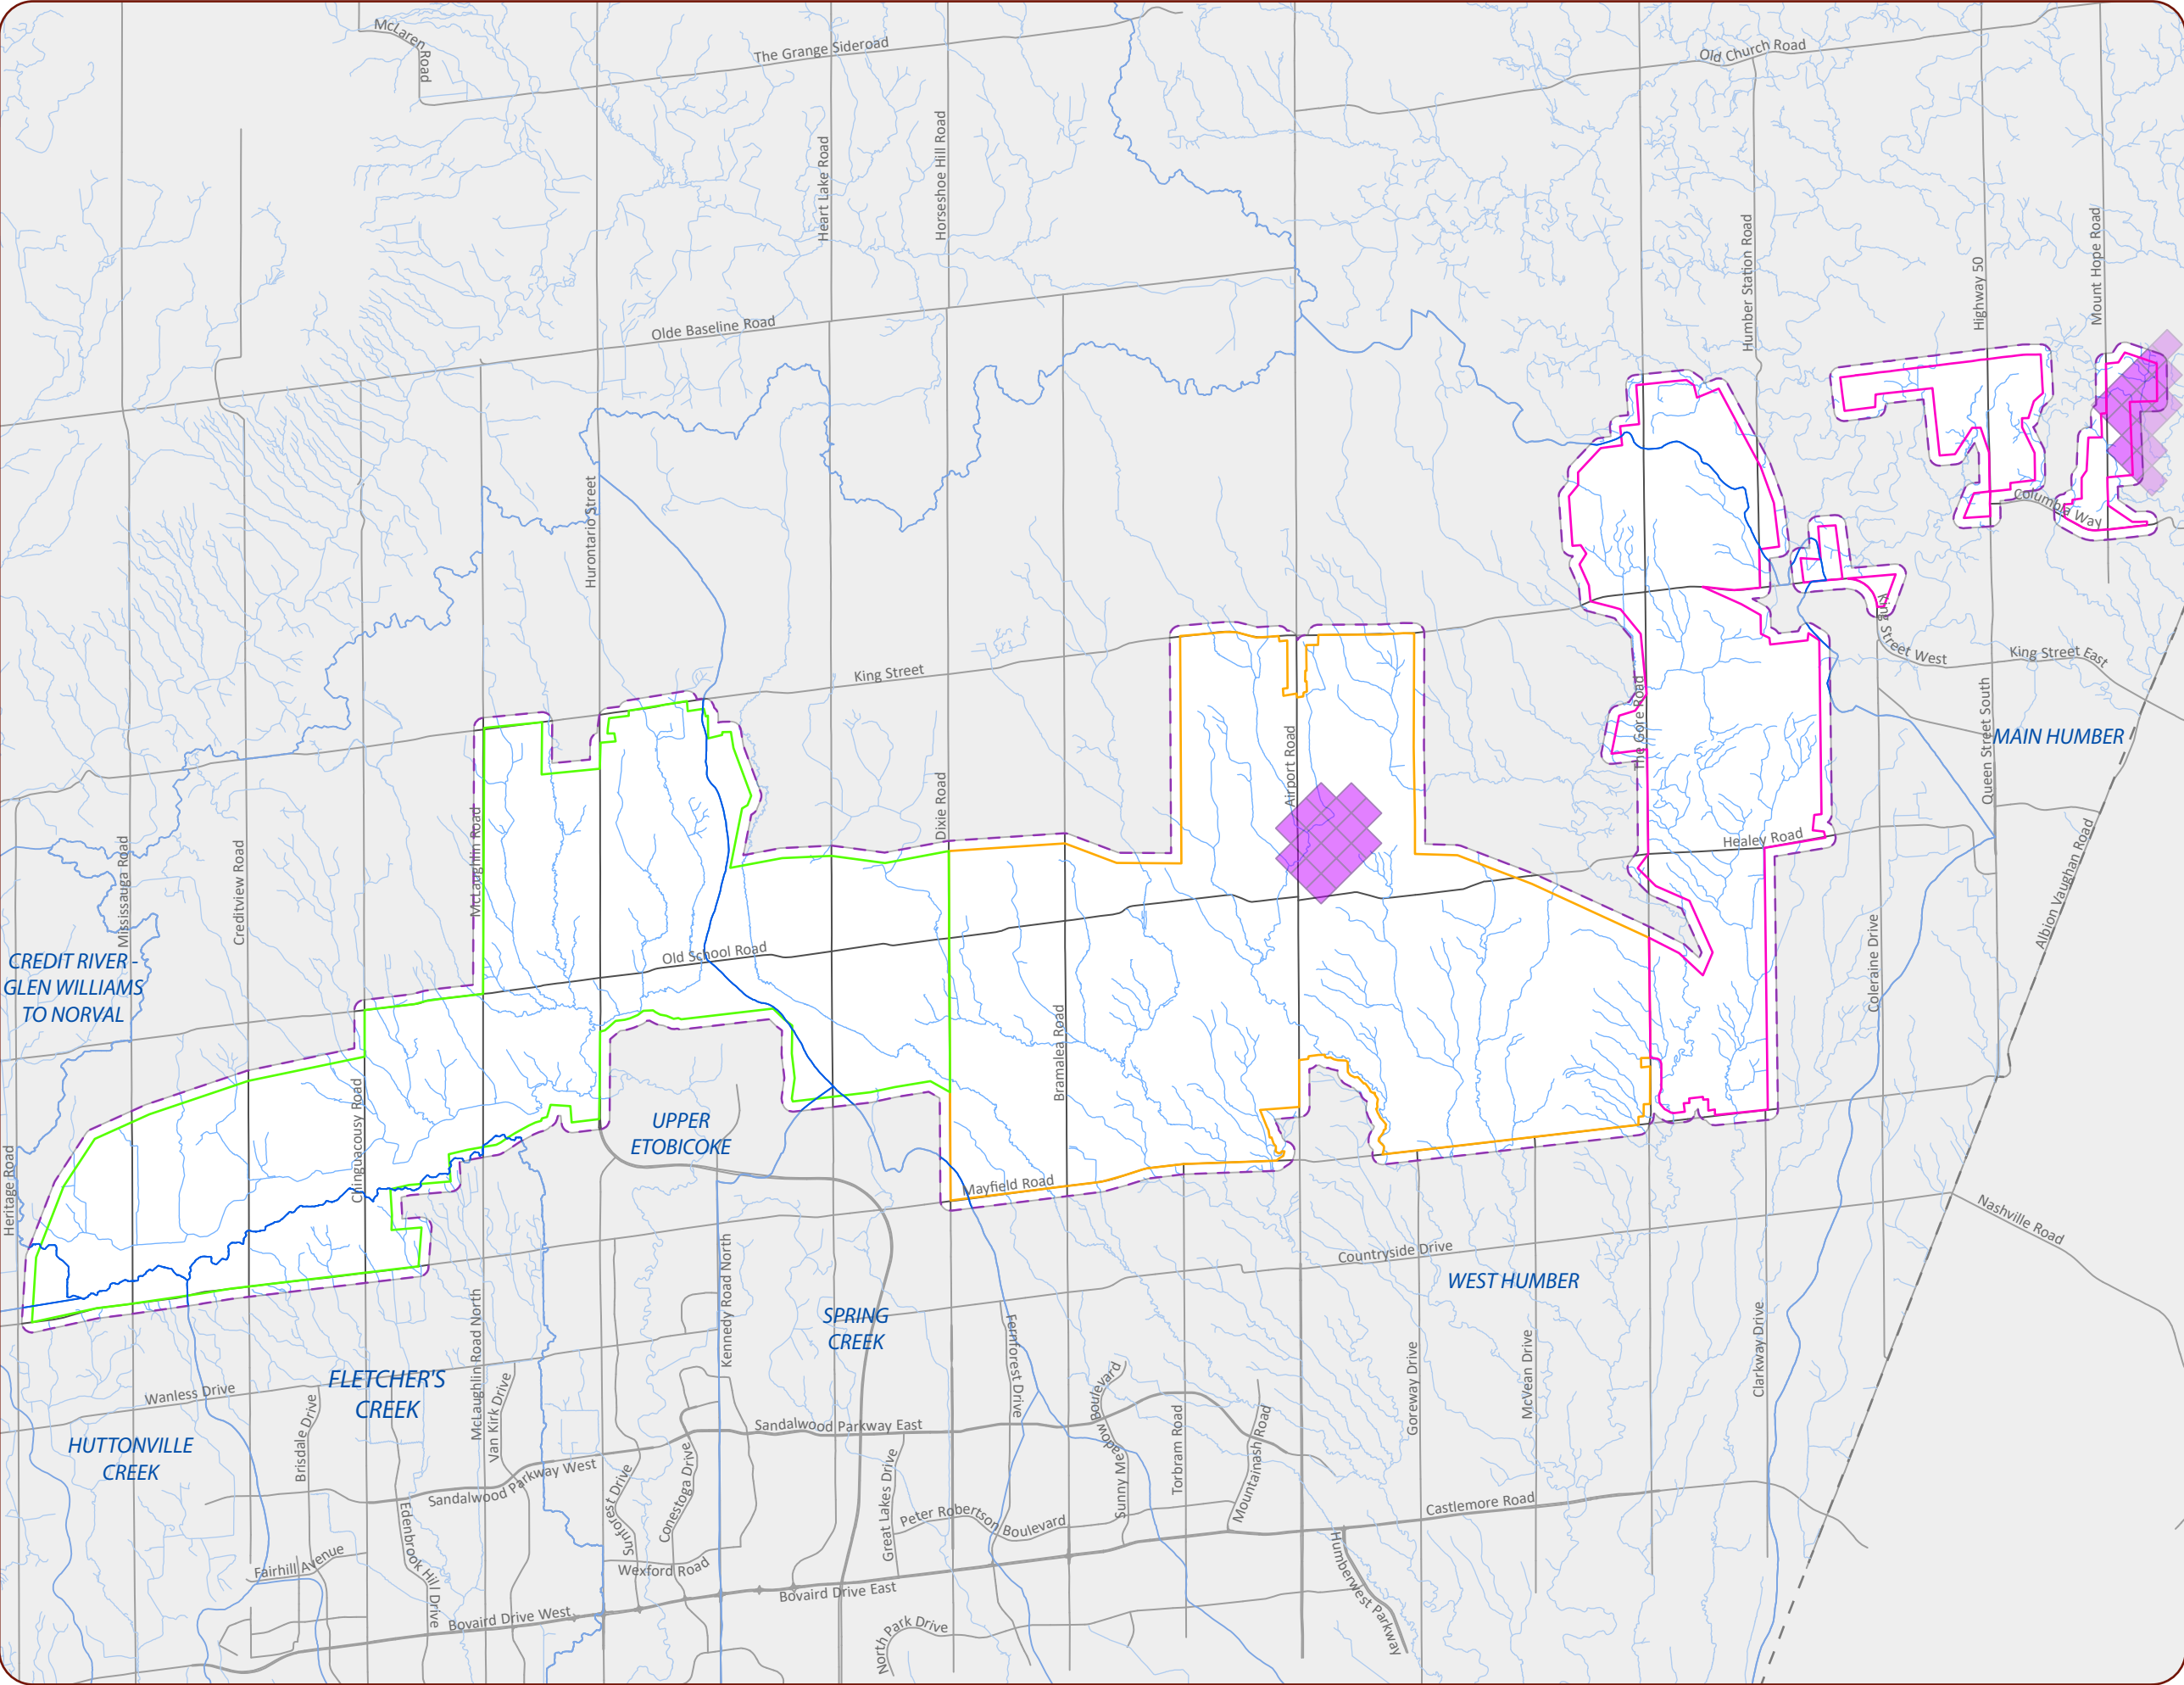 McLaren Road
The Grange Sideroad
Old Church Road
Heart Lake Road
Horseshoe Hill Road
Humber Station Road
Highway 50
Mount Hope Road
Olde Baseline Road
Hurontario Street
Columbia Way
King Street
King Street West
King Street East
The Gore Road
Queen Street South
MAIN HUMBER
Airport Road
Dixie Road
McLaughlin Road
Mississauga Road
Creditview Road
Healey Road
Albion Vaughan Road
Coleraine Drive
CREDIT RIVER -
GLEN WILLIAMS
TO NORVAL
Old School Road
Bramalea Road
Chinguacousy Road
Heritage Road
UPPER
ETOBICOKE
Mayfield Road
Nashville Road
Countryside Drive
WEST HUMBER
Kennedy Road North
McLaughlin Road North
SPRING
CREEK
Fernforest Drive
Goreway Drive
McVean Drive
Clarkway Drive
FLETCHER'S
CREEK
Wanless Drive
Brisdale Drive
Van Kirk Drive
HUTTONVILLE
CREEK
Sandalwood Parkway East
Sandalwood Parkway West
Sunny Meadow Boulevard
Torbram Road
Mountainash Road
Sunforest Drive
Conestoga Drive
Great Lakes Drive
Peter Robertson Boulevard
Castlemore Road
Edenbrook Hill Drive
Fairhill Avenue
Wexford Road
Humberwest Parkway
Bovaird Drive East
Bovaird Drive West
North Park Drive